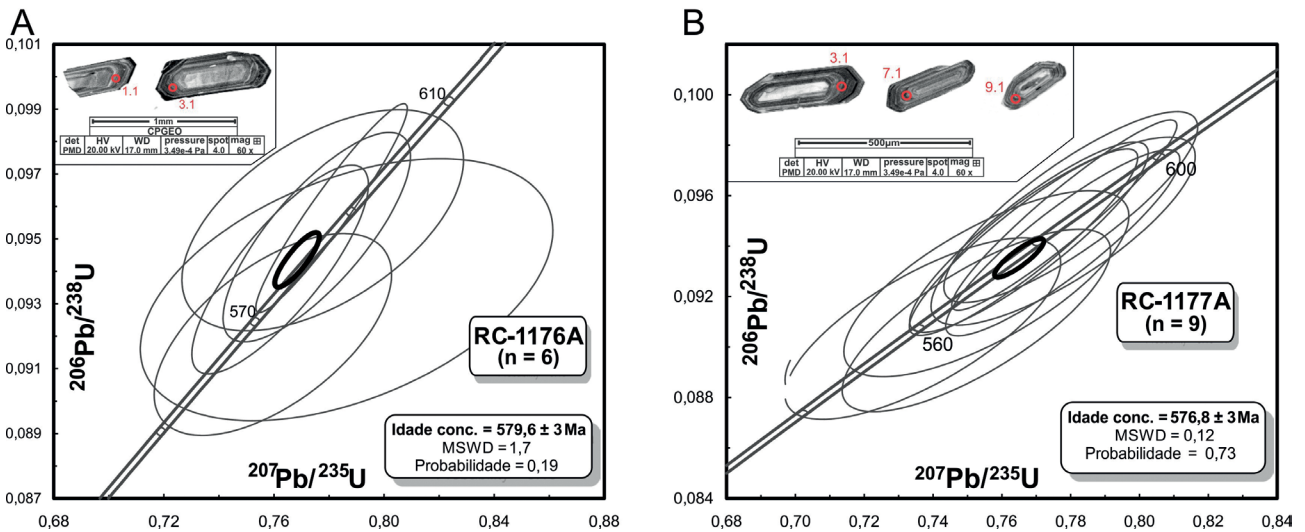 A
0,101
0,099
0,097
0,095
0,093
0,091
0,089
0,087
0,68
0,72
0,76
0,80
0,84
0,88
206Pb/238U
207Pb/235U
1.1
3.1
1mm
CPGEO
det HV WD pressure spot mag ⊞
PMD 20.00 kV 17.0 mm 3.49e-4 Pa 4.0 60 x
610
570
RC-1176A
(n = 6)
Idade conc. = 579,6 ± 3 Ma
MSWD = 1,7
Probabilidade = 0,19
B
0,100
0,096
0,092
0,088
0,084
0,68
0,70
0,72
0,74
0,76
0,78
0,80
0,82
0,84
206Pb/238U
207Pb/235U
3.1
7.1
9.1
500µm
det HV WD pressure spot mag ⊞
PMD 20.00 kV 17.0 mm 3.49e-4 Pa 4.0 60 x
600
560
RC-1177A
(n = 9)
Idade conc. = 576,8 ± 3 Ma
MSWD = 0,12
Probabilidade = 0,73